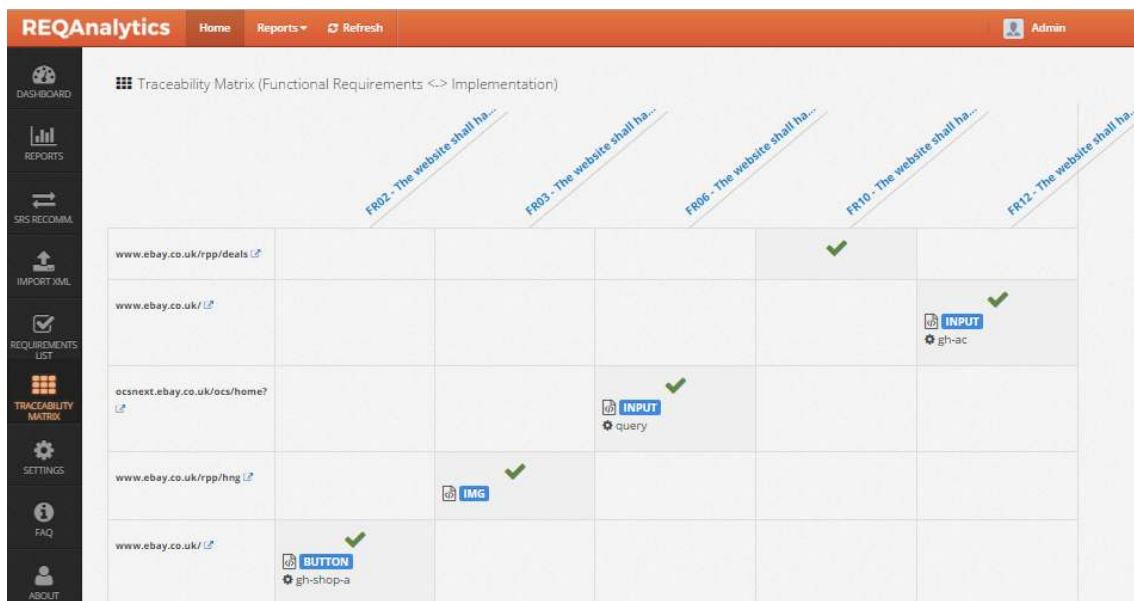 REQAnalytics Home Reports Refresh Admin
DASHBOARD
REPORTS
SRS RECOMM.
IMPORT XML
REQUIREMENTS
LIST
TRACEABILITY
MATRIX
SETTINGS
FAQ
ABOUT
Traceability Matrix (Functional Requirements <-> Implementation)
FR02 - The website shall ha...
FR03 - The website shall ha...
FR06 - The website shall ha...
FR10 - The website shall ha...
FR12 - The website shall ha...
www.ebay.co.uk/rpp/deals
www.ebay.co.uk/
INPUT
gh-ac
ocsnext.ebay.co.uk/ocs/home?
INPUT
query
www.ebay.co.uk/rpp/hng
IMG
www.ebay.co.uk/
BUTTON
gh-shop-a